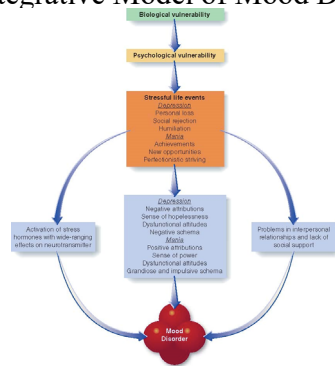 tegrative Model of Mood D
Biological vulnerability
Psychological vulnerability
Stressful life events
Depression
Personal loss
Social rejection
Humiliation
Mania
Achievements
New opportunities
Perfectionistic striving
Activation of stress
hormones with wide-ranging
effects on neurotransmitter
Depression
Negative attributions
Sense of hopelessness
Dysfunctional attitudes
Negative schema
Mania
Positive attributions
Sense of power
Dysfunctional attitudes
Grandiose and impulsive schema
Problems in interpersonal
relationships and lack of
social support
Mood
Disorder